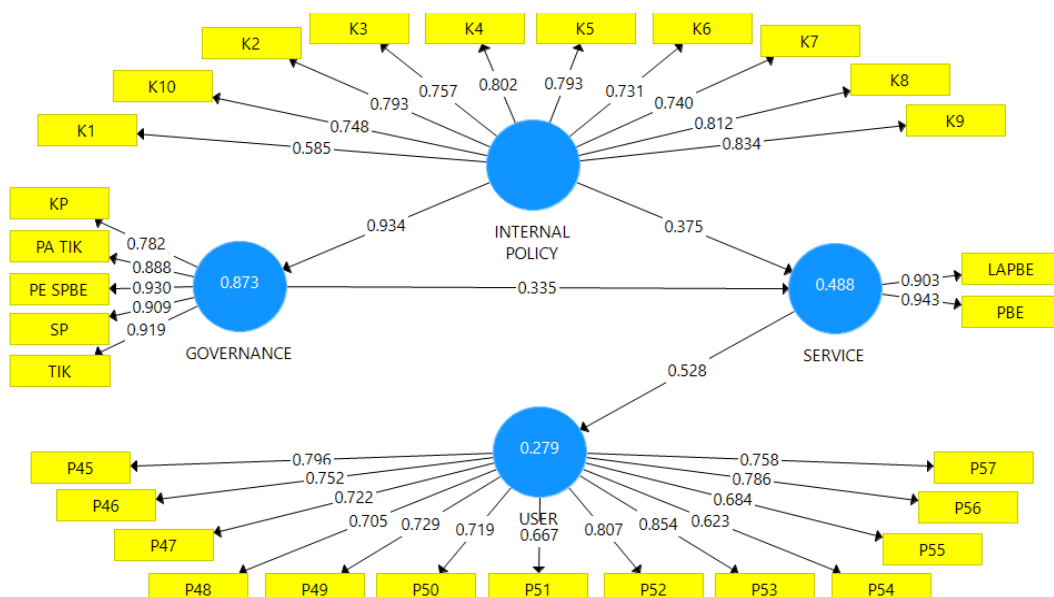 K3
K4
K5
K6
K2
K7
K10
K8
K1
K9
0.757
0.802
0.793
0.731
0.793
0.740
0.748
0.812
0.585
0.834
INTERNAL
POLICY
KP
PA TIK
PE SPBE
SP
TIK
0.782
0.888
0.930
0.909
0.919
0.934
0.375
0.873
GOVERNANCE
0.335
0.488
SERVICE
0.903
0.943
LAPBE
PBE
0.528
0.279
USER
P45
P46
P47
P48
P49
P50
P51
P52
P53
P54
P55
P56
P57
0.796
0.752
0.722
0.705
0.729
0.719
0.667
0.807
0.854
0.623
0.684
0.786
0.758